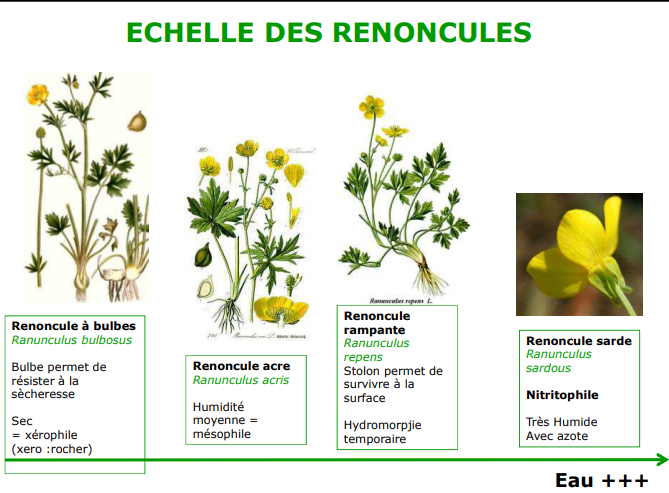 ECHELLE DES RENONCULES
Ranunculus repens L.
Renoncule à bulbes
Ranunculus bulbosus
Bulbe permet de
résister à la
sècheresse
Sec
= xérophile
(xero :rocher)
Renoncule acre
Ranunculus acris
Humidité
moyenne =
mésophile
Renoncule
rampante
Ranunculus
repens
Stolon permet de
survivre à la
surface
Hydromorpjie
temporaire
Renoncule sarde
Ranunculus
sardous
Nitritophile
Très Humide
Avec azote
Eau +++